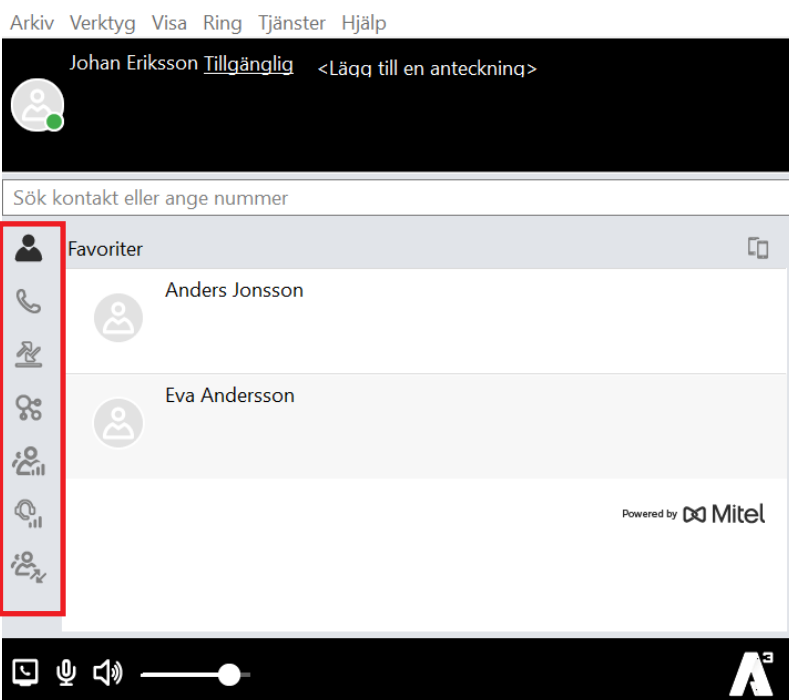 Arkiv Verktyg Visa Ring Tjänster Hjälp
Johan Eriksson Tillgänglig <Lägg till en anteckning>
Sök kontakt eller ange nummer
Favoriter
Anders Jonsson
Eva Andersson
Powered by Mitel
A3